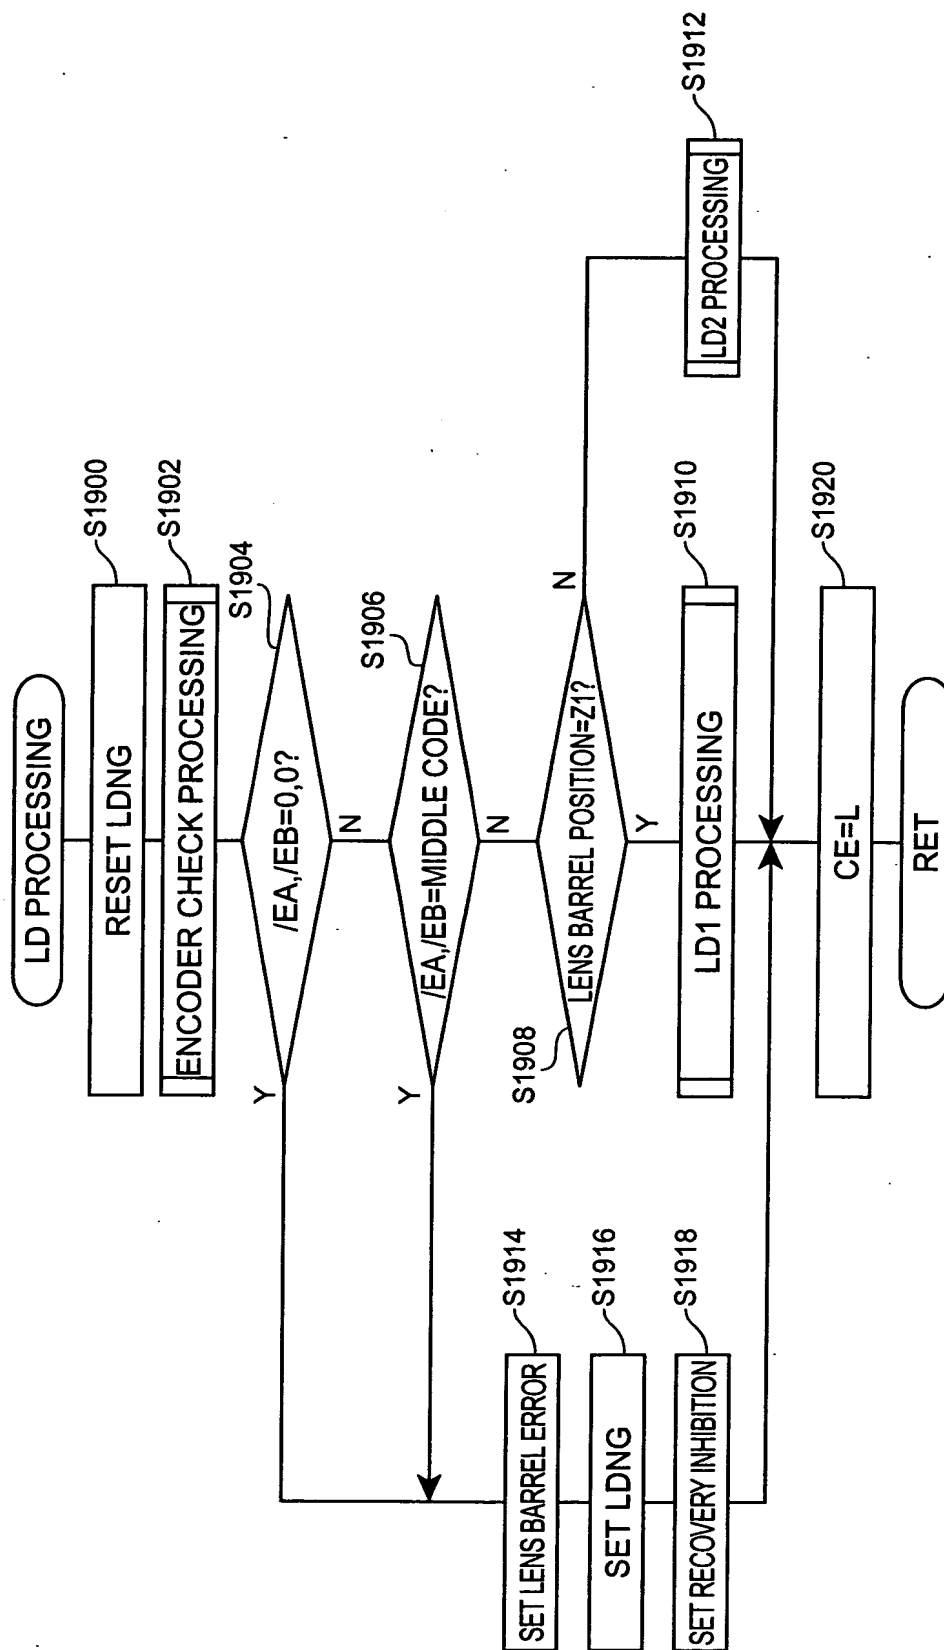 LD PROCESSING
RESET LDNG
S1900
ENCODER CHECK PROCESSING
S1902
/EA,/EB=0,0?
S1904
Y
N
/EA,/EB=MIDDLE CODE?
S1906
Y
N
LENS BARREL POSITION=Z1?
S1908
N
Y
LD1 PROCESSING
S1910
LD2 PROCESSING
S1912
SET LENS BARREL ERROR
S1914
SET LDNG
S1916
SET RECOVERY INHIBITION
S1918
CE=L
S1920
RET